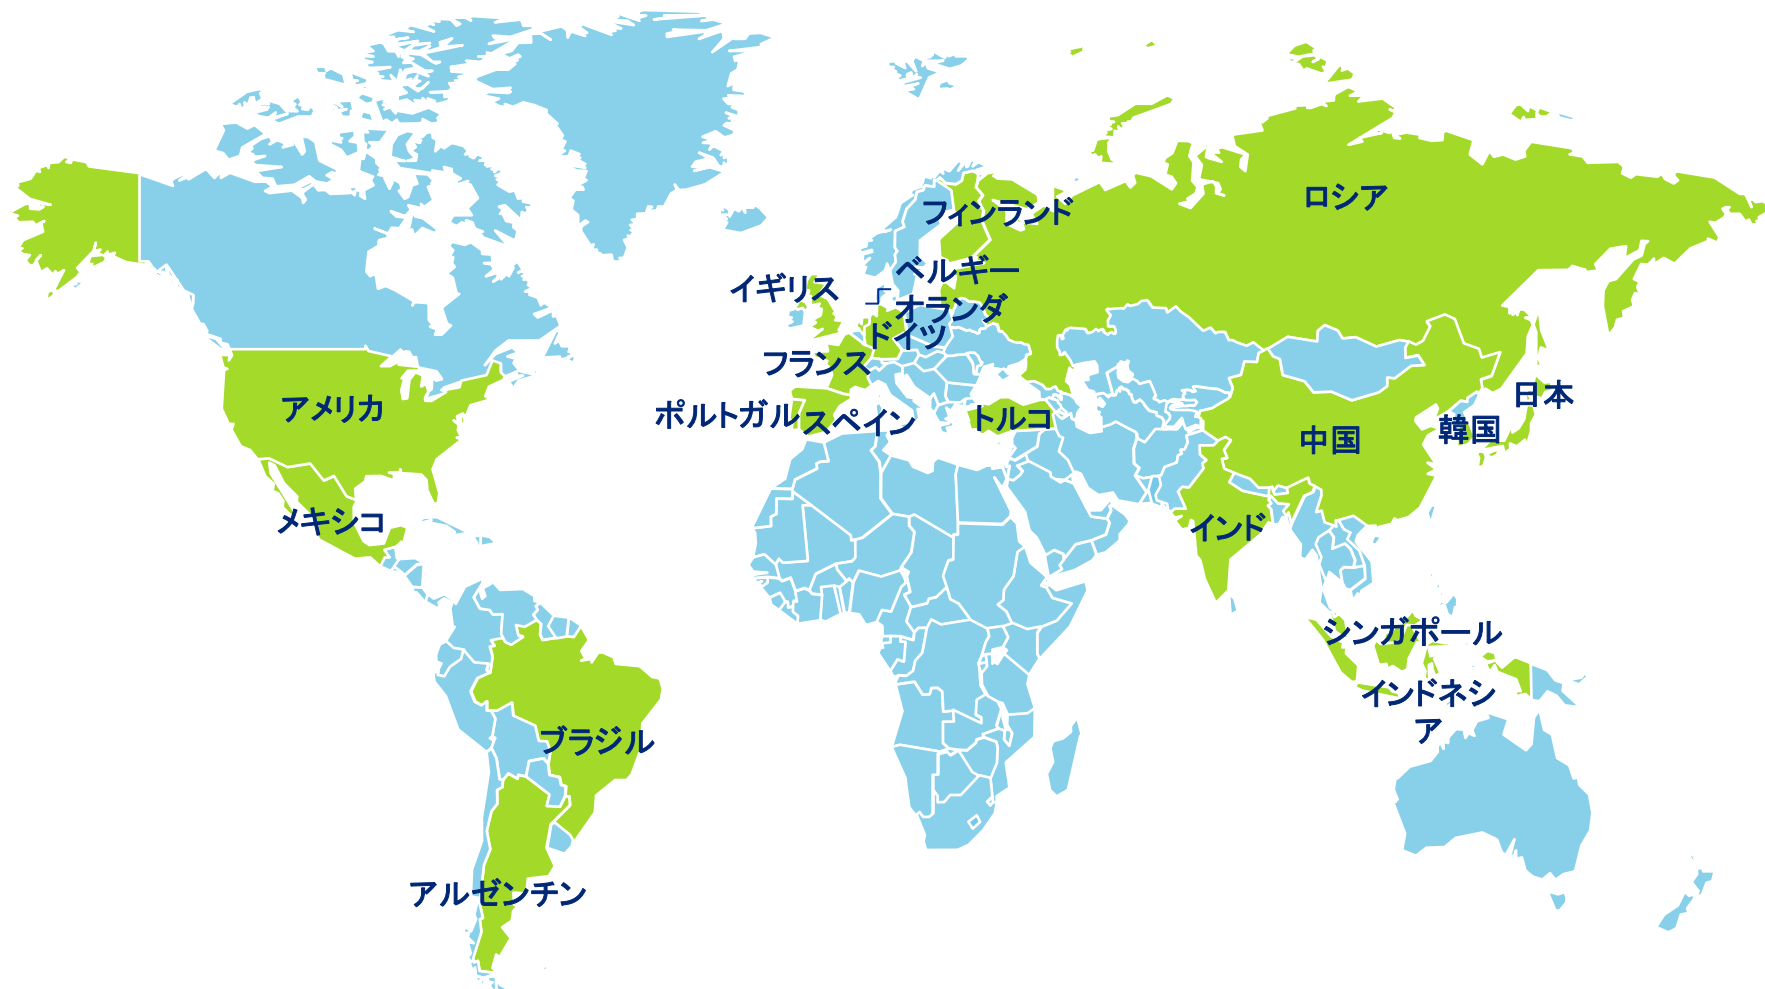 ロシア
フィンランド
ベルギー
イギリス
オランダ
ドイツ
フランス
日本
アメリカ
ポルトガル
スペイン
トルコ
韓国
中国
メキシコ
インド
シンガポール
インドネシ
ア
ブラジル
アルゼンチン